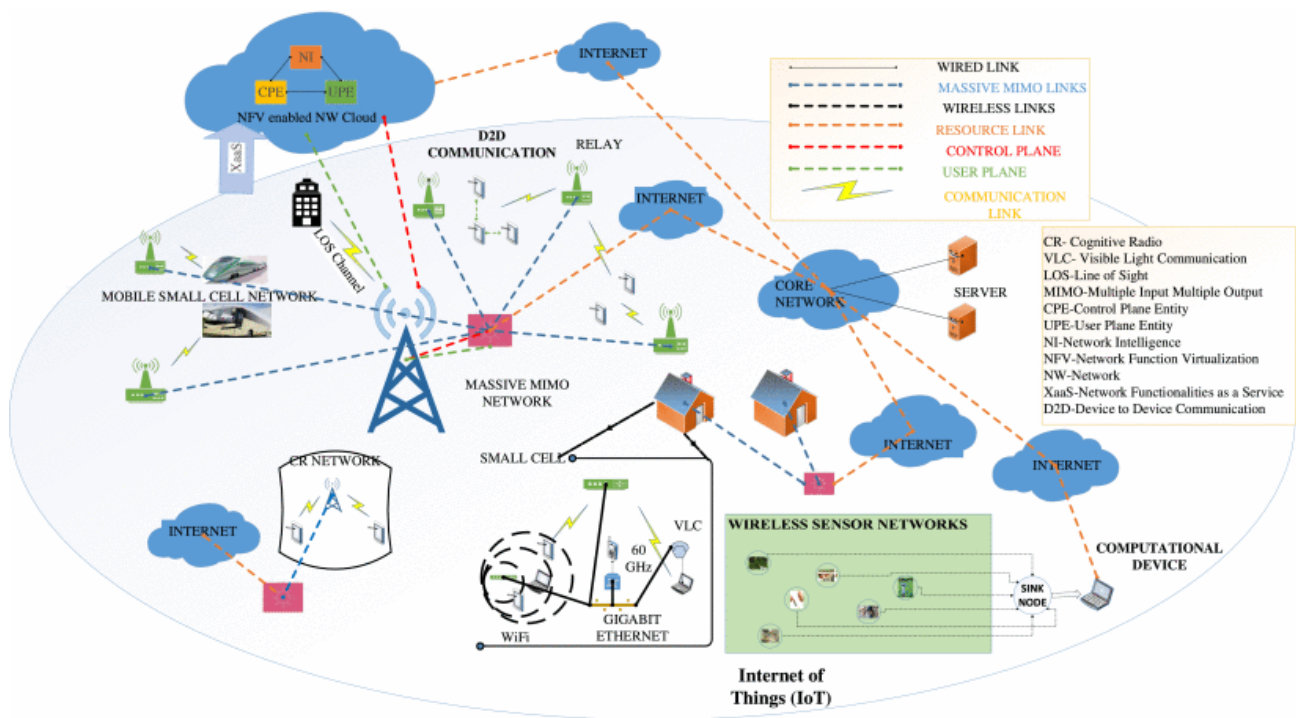 NI
CPE
UPE
NFV enabled NW Cloud
XaaS
INTERNET
WIRED LINK
MASSIVE MIMO LINKS
WIRELESS LINKS
RESOURCE LINK
CONTROL PLANE
USER PLANE
COMMUNICATION
LINK
D2D
COMMUNICATION
RELAY
LOS Channel
INTERNET
MOBILE SMALL CELL NETWORK
CORE
NETWORK
SERVER
CR- Cognitive Radio
VLC- Visible Light Communication
LOS-Line of Sight
MIMO-Multiple Input Multiple Output
CPE-Control Plane Entity
UPE-User Plane Entity
NI-Network Intelligence
NFV-Network Function Virtualization
NW-Network
XaaS-Network Functionalities as a Service
D2D-Device to Device Communication
MASSIVE MIMO
NETWORK
CR NETWORK
SMALL CELL
INTERNET
INTERNET
INTERNET
VLC
60
GHz
WiFi
GIGABIT
ETHERNET
WIRELESS SENSOR NETWORKS
SINK
NODE
COMPUTATIONAL
DEVICE
Internet of
Things (IoT)